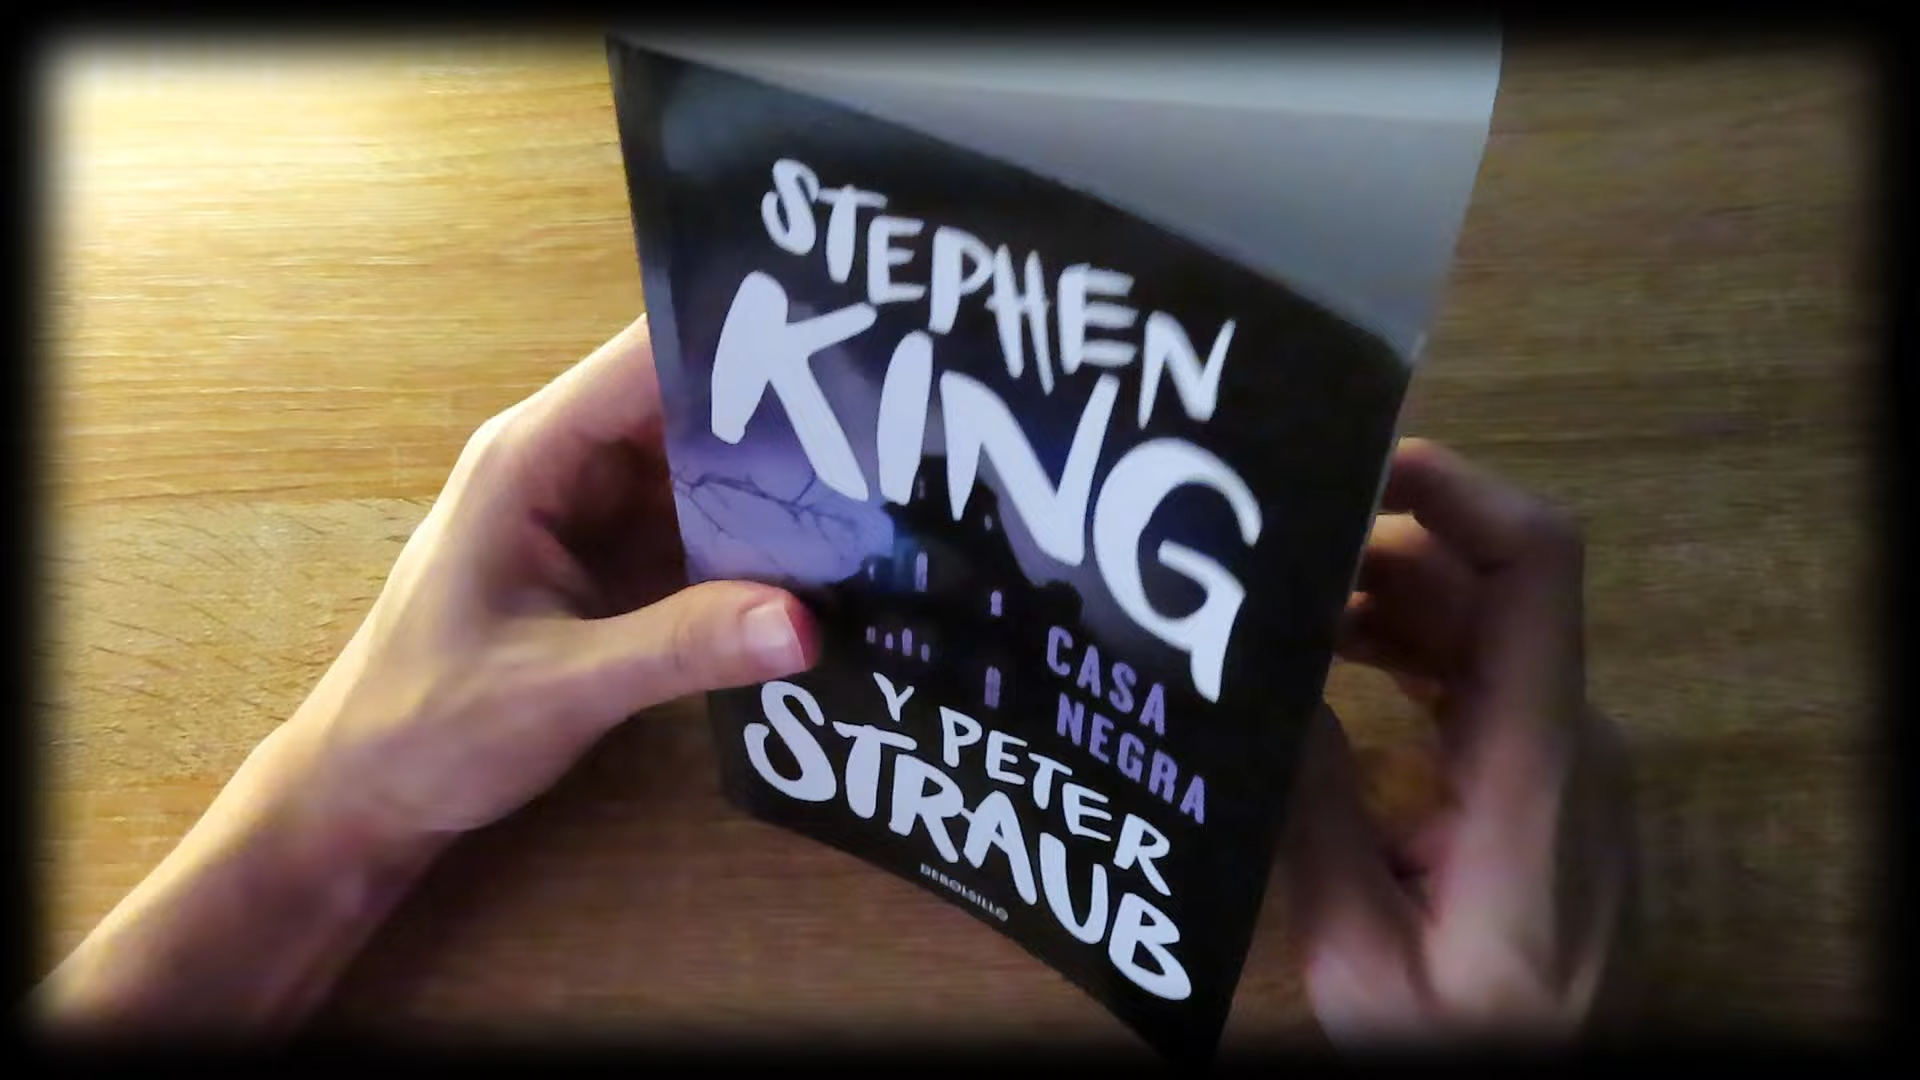 STEPHEN
KING
CASA
NEGRA
Y PETER
STRAUB
DEBOLSILLO